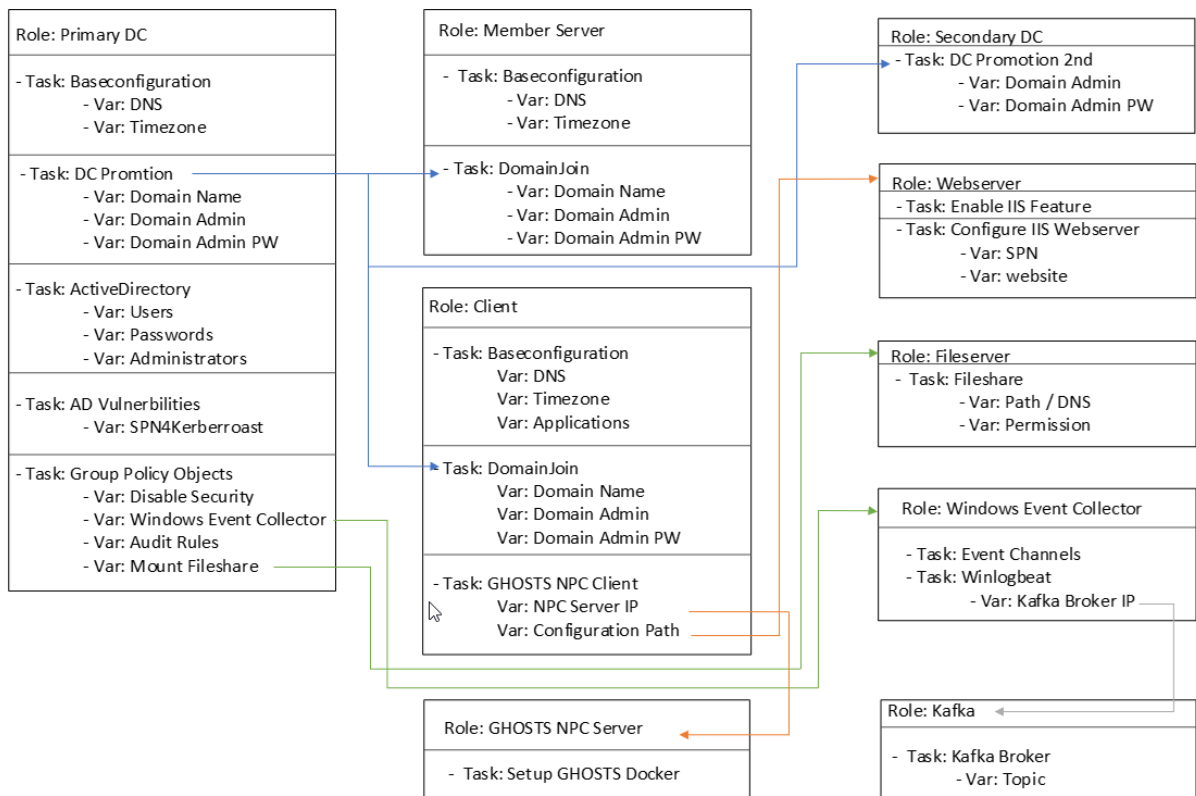 Role: Primary DC
- Task: Baseconfiguration
- Var: DNS
- Var: Timezone
- Task: DC Promtion
- Var: Domain Name
- Var: Domain Admin
- Var: Domain Admin PW
- Task: ActiveDirectory
- Var: Users
- Var: Passwords
- Var: Administrators
- Task: AD Vulnerbilities
- Var: SPN4Kerberroast
- Task: Group Policy Objects
- Var: Disable Security
- Var: Windows Event Collector
- Var: Audit Rules
- Var: Mount Fileshare
Role: Member Server
- Task: Baseconfiguration
- Var: DNS
- Var: Timezone
- Task: DomainJoin
- Var: Domain Name
- Var: Domain Admin
- Var: Domain Admin PW
Role: Client
- Task: Baseconfiguration
Var: DNS
Var: Timezone
Var: Applications
- Task: DomainJoin
Var: Domain Name
Var: Domain Admin
Var: Domain Admin PW
- Task: GHOSTS NPC Client
Var: NPC Server IP
Var: Configuration Path
Role: GHOSTS NPC Server
- Task: Setup GHOSTS Docker
Role: Secondary DC
- Task: DC Promotion 2nd
- Var: Domain Admin
- Var: Domain Admin PW
Role: Webserver
- Task: Enable IIS Feature
- Task: Configure IIS Webserver
- Var: SPN
- Var: website
Role: Fileserver
- Task: Fileshare
- Var: Path / DNS
- Var: Permission
Role: Windows Event Collector
- Task: Event Channels
- Task: Winlogbeat
- Var: Kafka Broker IP
Role: Kafka
- Task: Kafka Broker
- Var: Topic